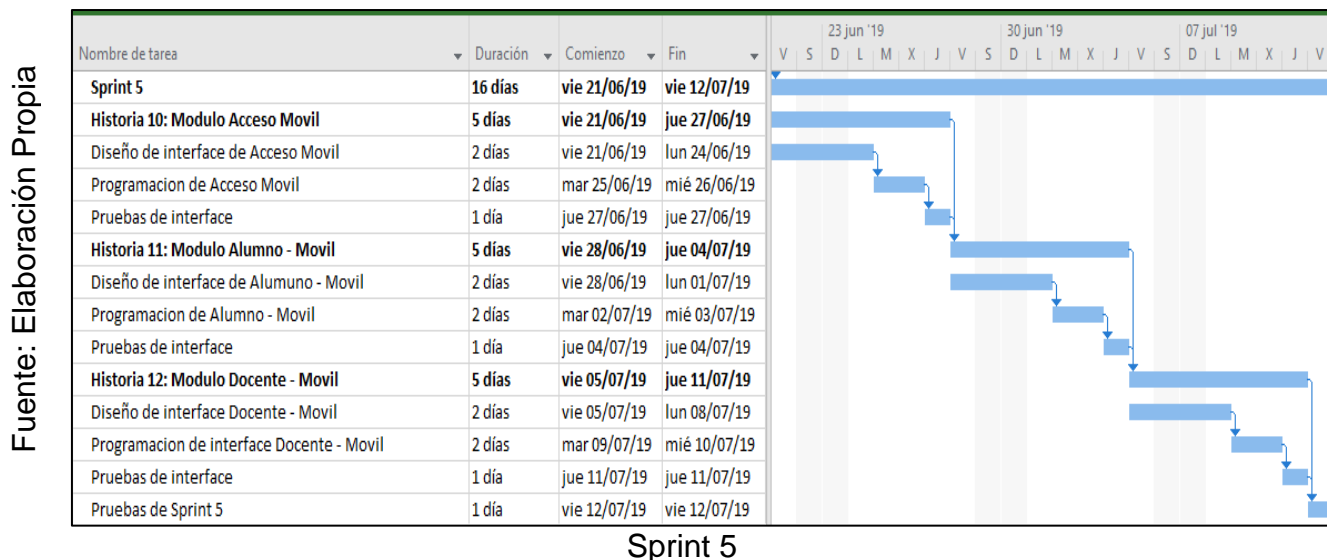 Fuente: Elaboración Propia
23 jun '19 30 jun '19 07 jul '19
Nombre de tarea Duración Comienzo Fin V S D L M X J V S D L M X J V S D L M X J V
Sprint 5 16 días vie 21/06/19 vie 12/07/19
Historia 10: Modulo Acceso Movil 5 días vie 21/06/19 jue 27/06/19
Diseño de interface de Acceso Movil 2 días vie 21/06/19 lun 24/06/19
Programacion de Acceso Movil 2 días mar 25/06/19 mié 26/06/19
Pruebas de interface 1 día jue 27/06/19 jue 27/06/19
Historia 11: Modulo Alumno - Movil 5 días vie 28/06/19 jue 04/07/19
Diseño de interface de Alumuno - Movil 2 días vie 28/06/19 lun 01/07/19
Programacion de Alumno - Movil 2 días mar 02/07/19 mié 03/07/19
Pruebas de interface 1 día jue 04/07/19 jue 04/07/19
Historia 12: Modulo Docente - Movil 5 días vie 05/07/19 jue 11/07/19
Diseño de interface Docente - Movil 2 días vie 05/07/19 lun 08/07/19
Programacion de interface Docente - Movil 2 días mar 09/07/19 mié 10/07/19
Pruebas de interface 1 día jue 11/07/19 jue 11/07/19
Pruebas de Sprint 5 1 día vie 12/07/19 vie 12/07/19
Sprint 5